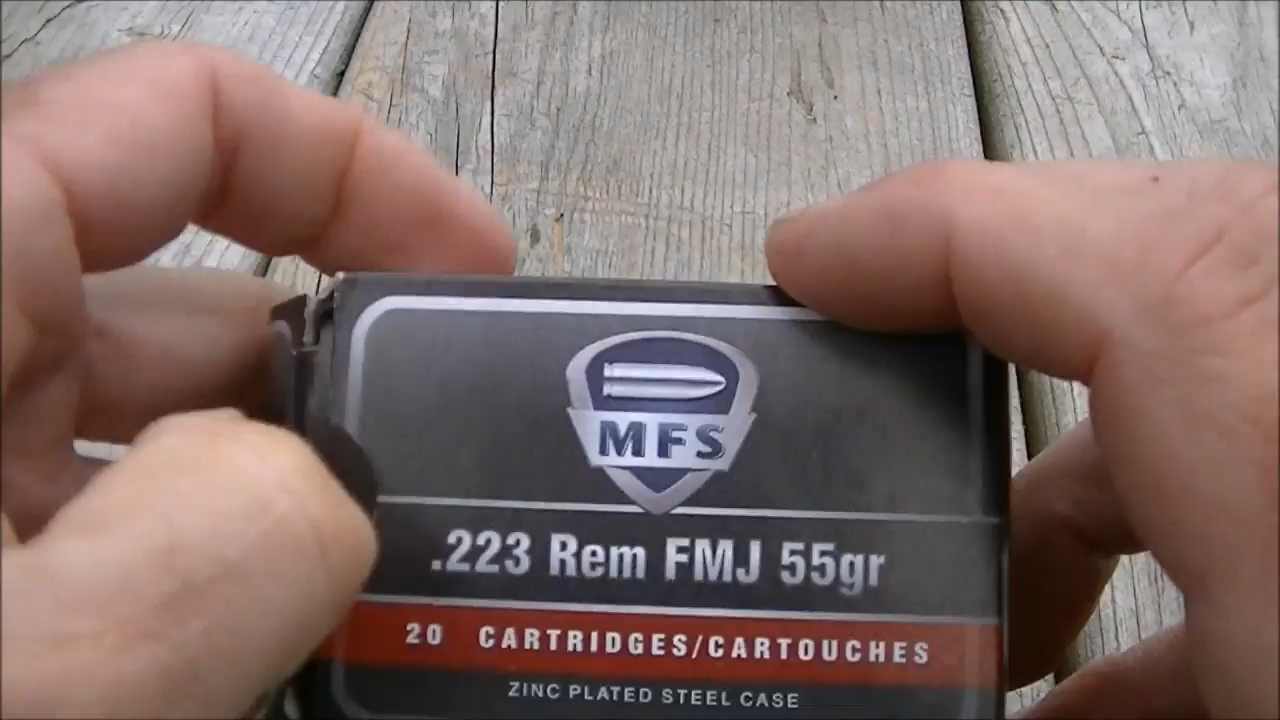 MFS
.223 Rem FMJ 55gr
20 CARTRIDGES/CARTOUCHES
ZINC PLATED STEEL CASE